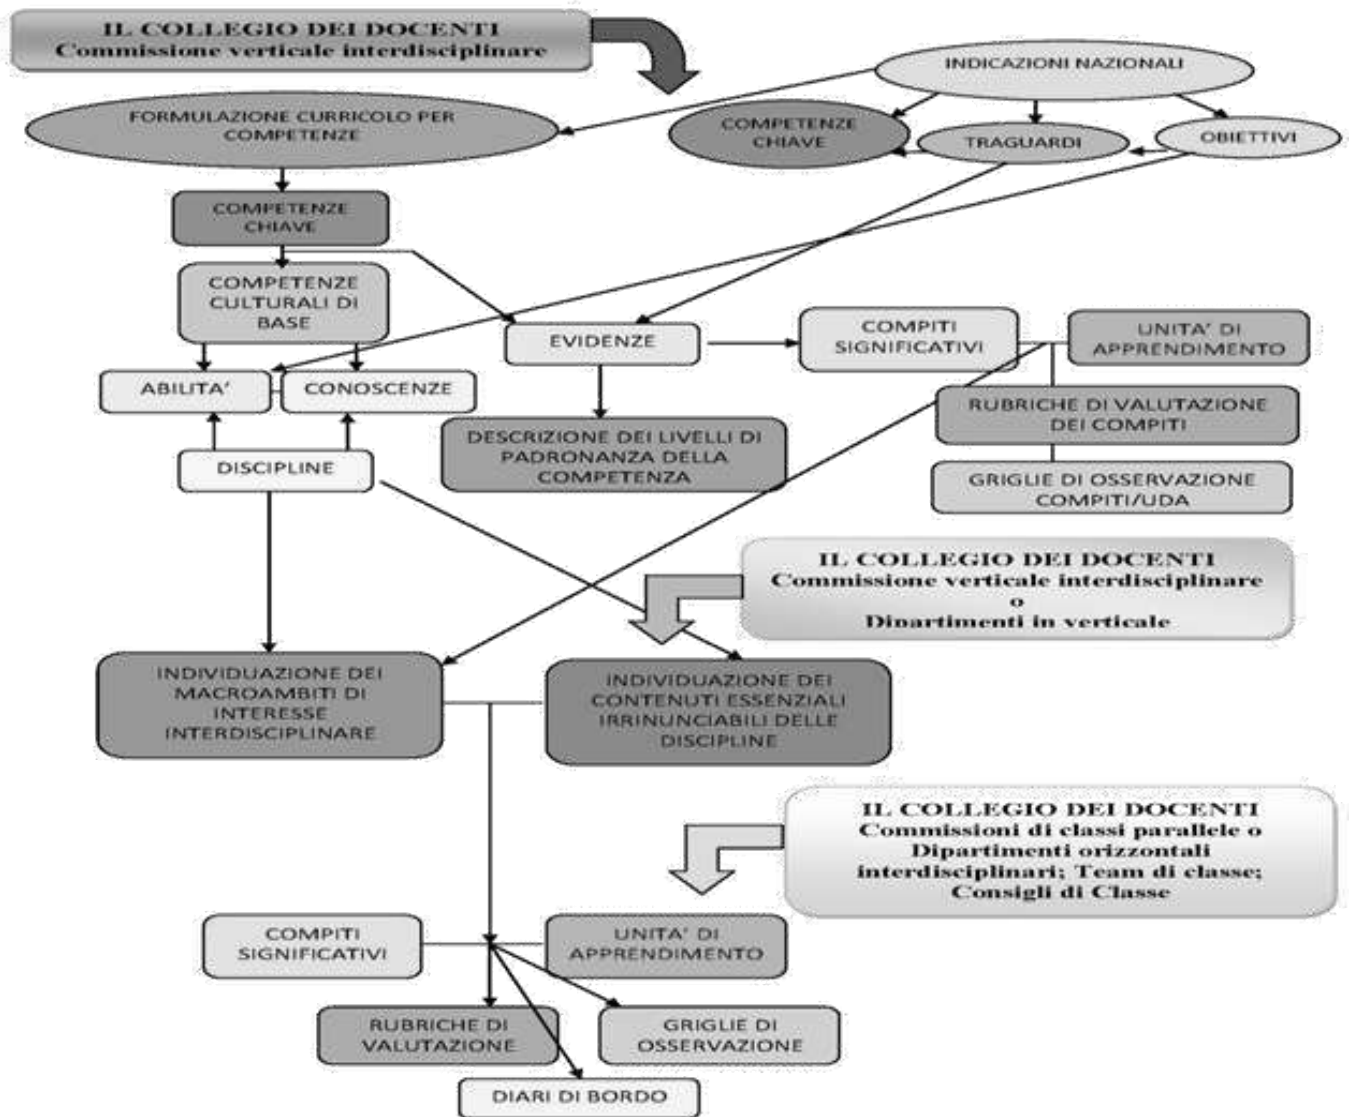 IL COLLEGIO DEI DOCENTI
Commissione verticale interdisciplinare
INDICAZIONI NAZIONALI
FORMULAZIONE CURRICOLO PER
COMPETENZE
COMPETENZE
CHIAVE
TRAGUARDI
OBIETTIVI
COMPETENZE
CHIAVE
COMPETENZE
CULTURALI DI
BASE
EVIDENZE
COMPITI
SIGNIFICATIVI
UNITA' DI
APPRENDIMENTO
ABILITA'
CONOSCENZE
RUBRICHE DI VALUTAZIONE
DEI COMPITI
DISCIPLINE
DESCRIZIONE DEI LIVELLI DI
PADRONANZA DELLA
COMPETENZA
GRIGLIE DI OSSERVAZIONE
COMPITI/UDA
IL COLLEGIO DEI DOCENTI
Commissione verticale interdisciplinare
o
Dipartimenti in verticale
INDIVIDUAZIONE DEI
MACROAMBITI DI
INTERESSE
INTERDISCIPLINARE
INDIVIDUAZIONE DEI
CONTENUTI ESSENZIALI
IRRINUNCIABILI DELLE
DISCIPLINE
IL COLLEGIO DEI DOCENTI
Commissioni di classi parallele o
Dipartimenti orizzontali
interdisciplinari; Team di classe;
Consigli di Classe
COMPITI
SIGNIFICATIVI
UNITA' DI
APPRENDIMENTO
RUBRICHE DI
VALUTAZIONE
GRIGLIE DI
OSSERVAZIONE
DIARI DI BORDO